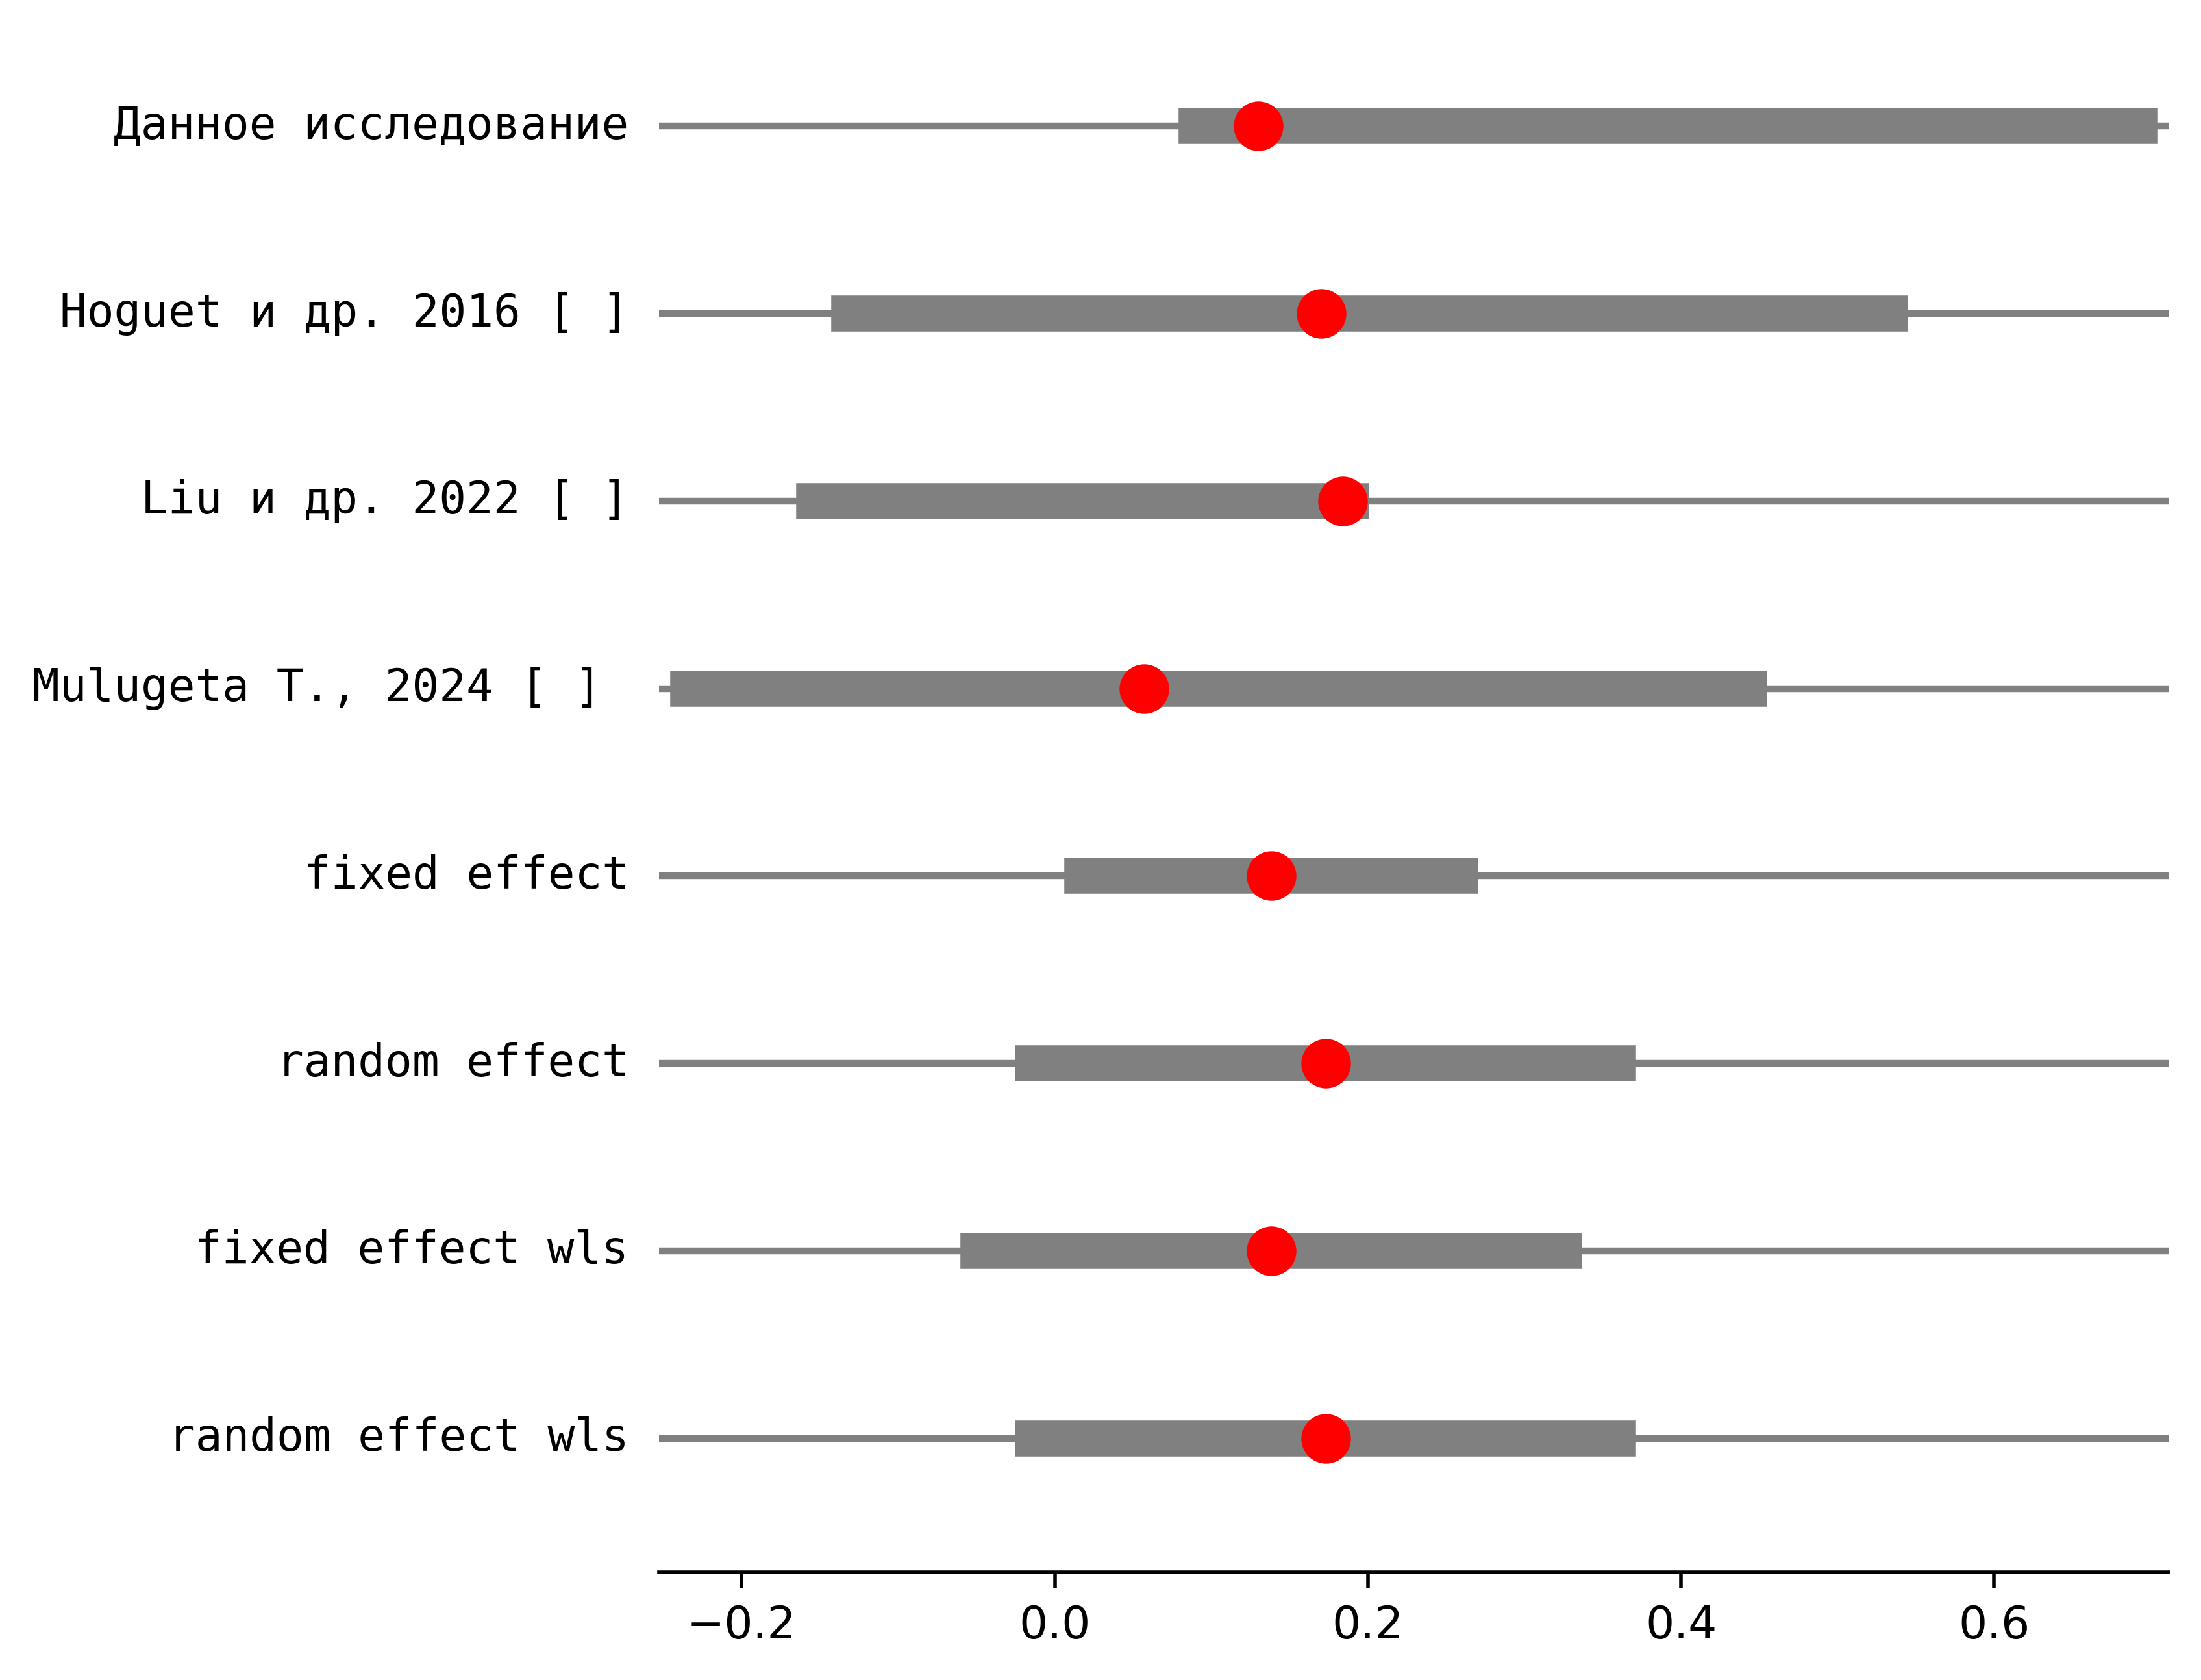 Данное исследование
Hoguet и др. 2016 [ ]
Liu и др. 2022 [ ]
Mulugeta T., 2024 [ ]
fixed effect
random effect
fixed effect wls
random effect wls
−0.2 0.0 0.2 0.4 0.6